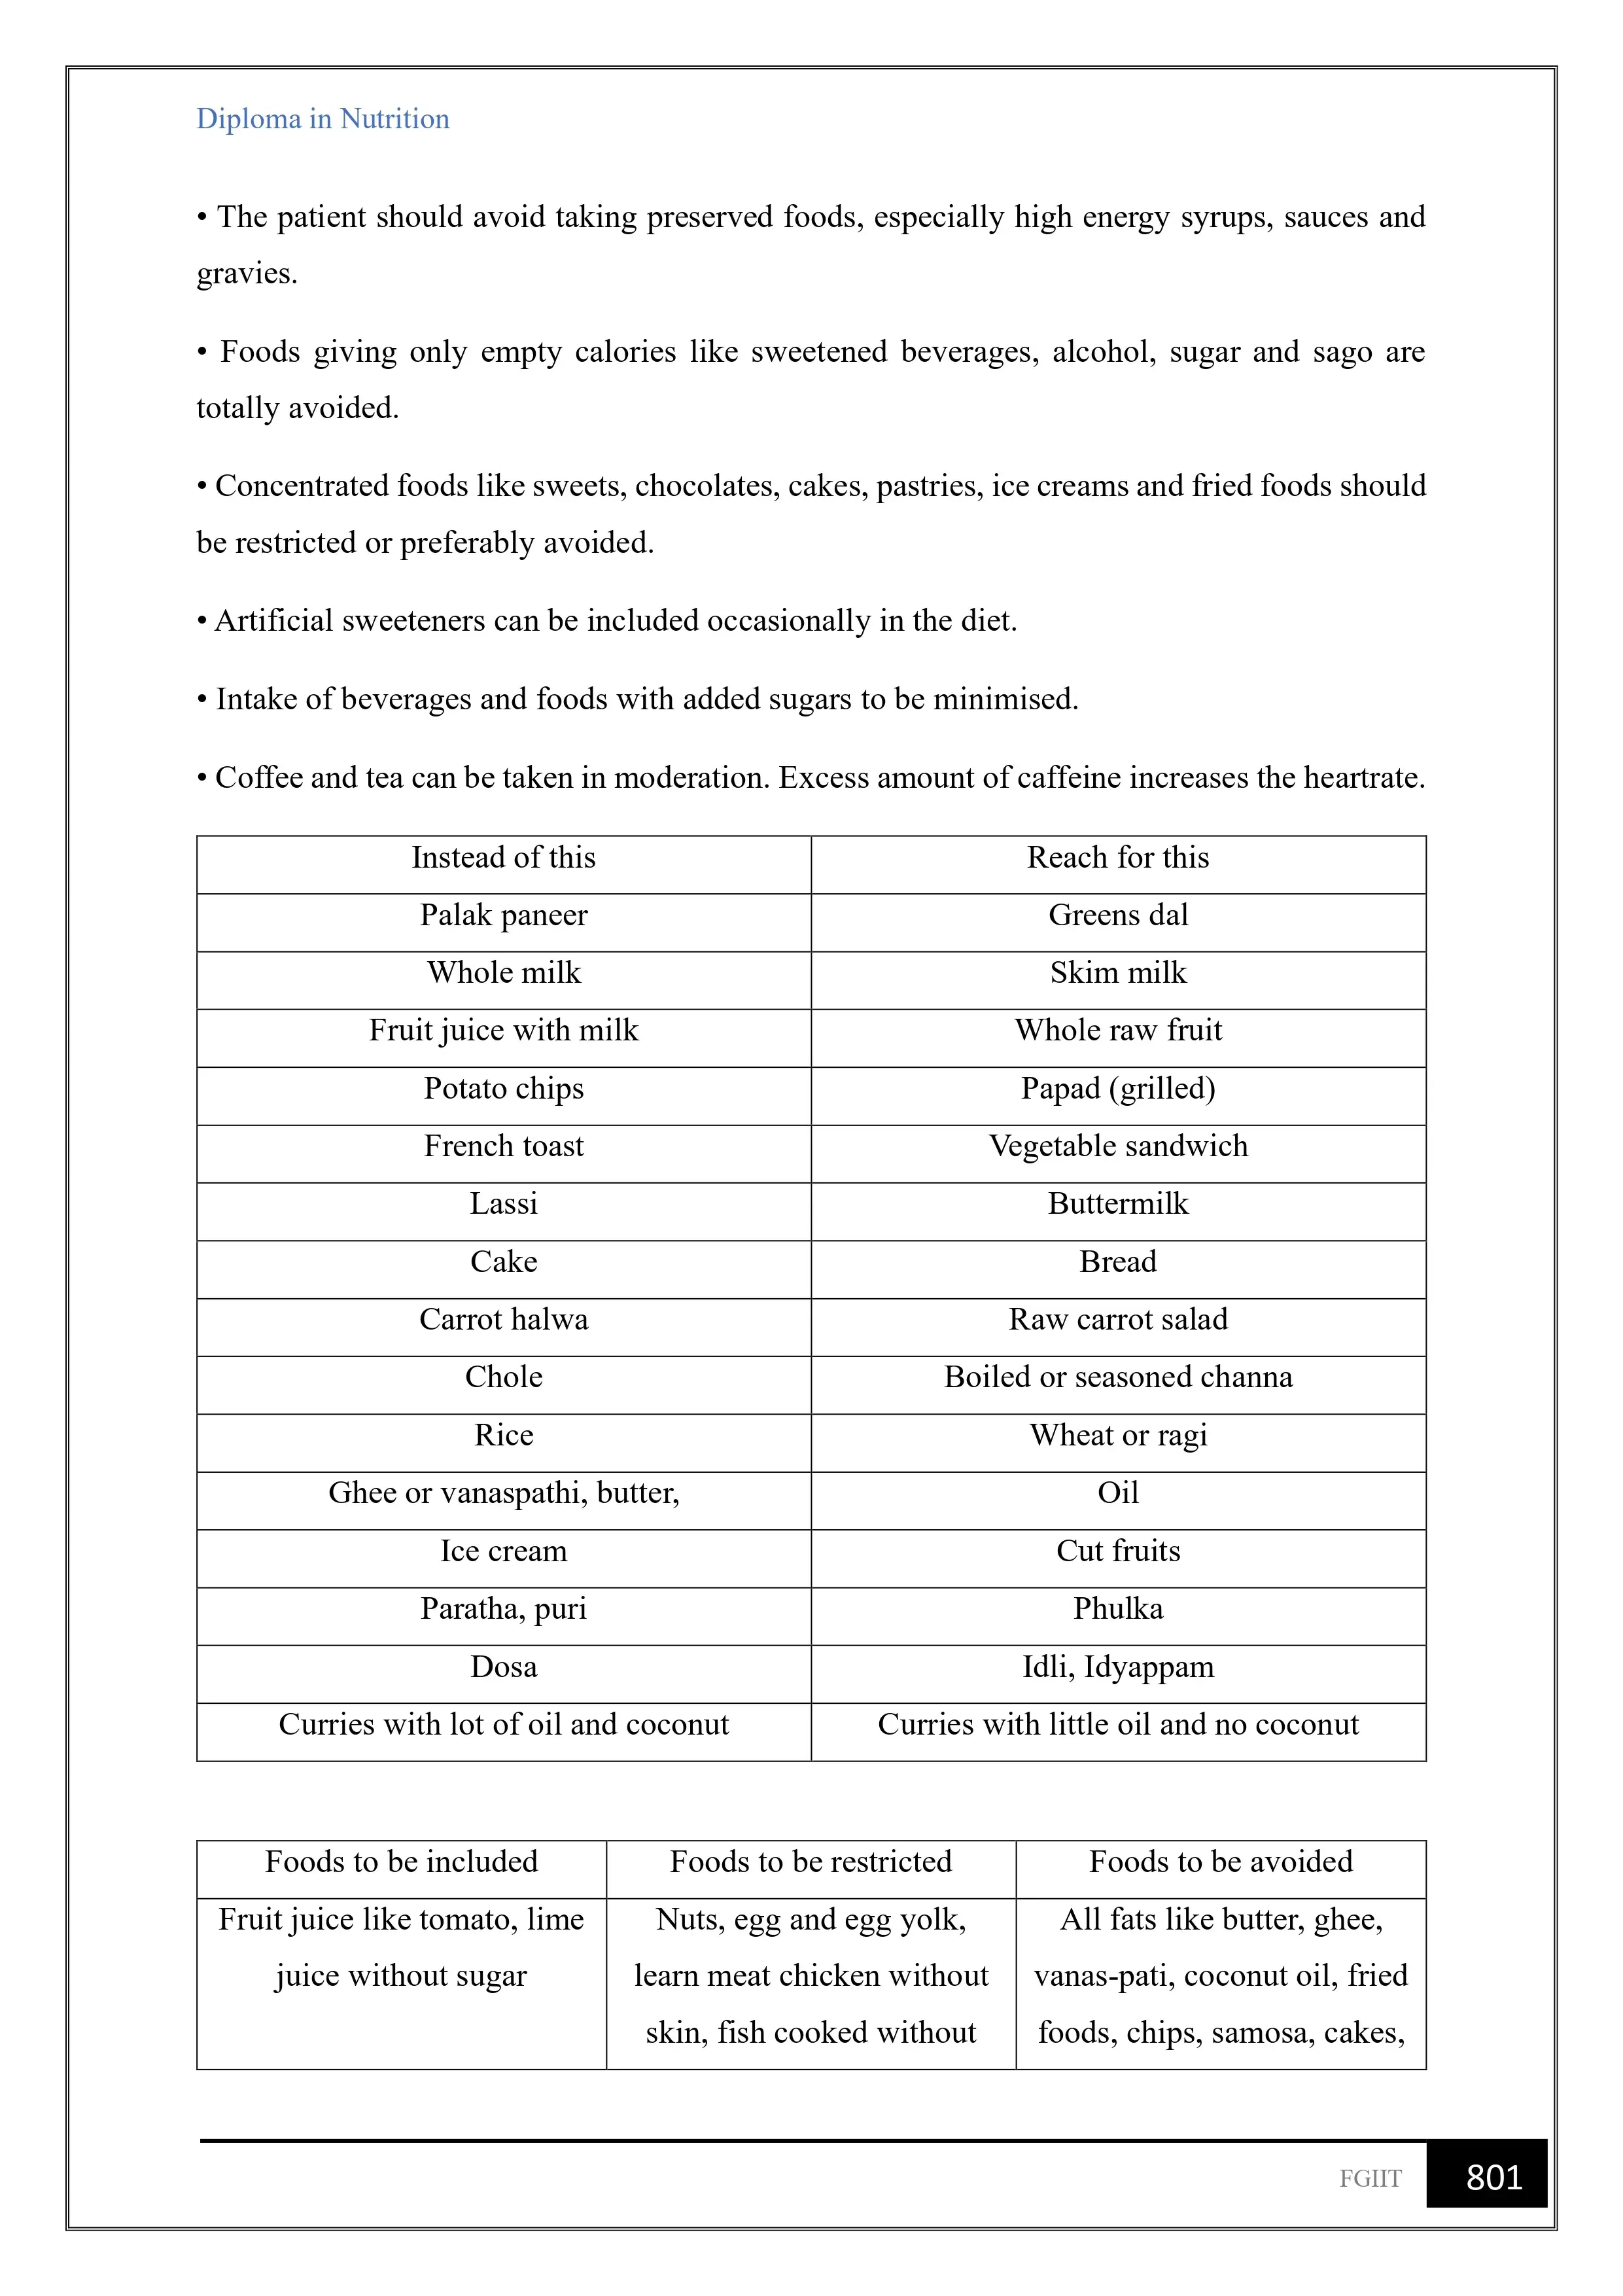 Diploma in Nutrition
• The patient should avoid taking preserved foods, especially high energy syrups, sauces and
gravies.
• Foods giving only empty calories like sweetened beverages, alcohol, sugar and sago are
totally avoided.
• Concentrated foods like sweets, chocolates, cakes, pastries, ice creams and fried foods should
be restricted or preferably avoided.
• Artificial sweeteners can be included occasionally in the diet.
• Intake of beverages and foods with added sugars to be minimised.
• Coffee and tea can be taken in moderation. Excess amount of caffeine increases the heartrate.
Instead of this Reach for this
Palak paneer Greens dal
Whole milk Skim milk
Fruit juice with milk Whole raw fruit
Potato chips Papad (grilled)
French toast Vegetable sandwich
Lassi Buttermilk
Cake Bread
Carrot halwa Raw carrot salad
Chole Boiled or seasoned channa
Rice Wheat or ragi
Ghee or vanaspathi, butter, Oil
Ice cream Cut fruits
Paratha, puri Phulka
Dosa Idli, Idyappam
Curries with lot of oil and coconut Curries with little oil and no coconut
Foods to be included Foods to be restricted Foods to be avoided
Fruit juice like tomato, lime Nuts, egg and egg yolk, All fats like butter, ghee,
juice without sugar learn meat chicken without vanas-pati, coconut oil, fried
skin, fish cooked without foods, chips, samosa, cakes,
FGIIT 801